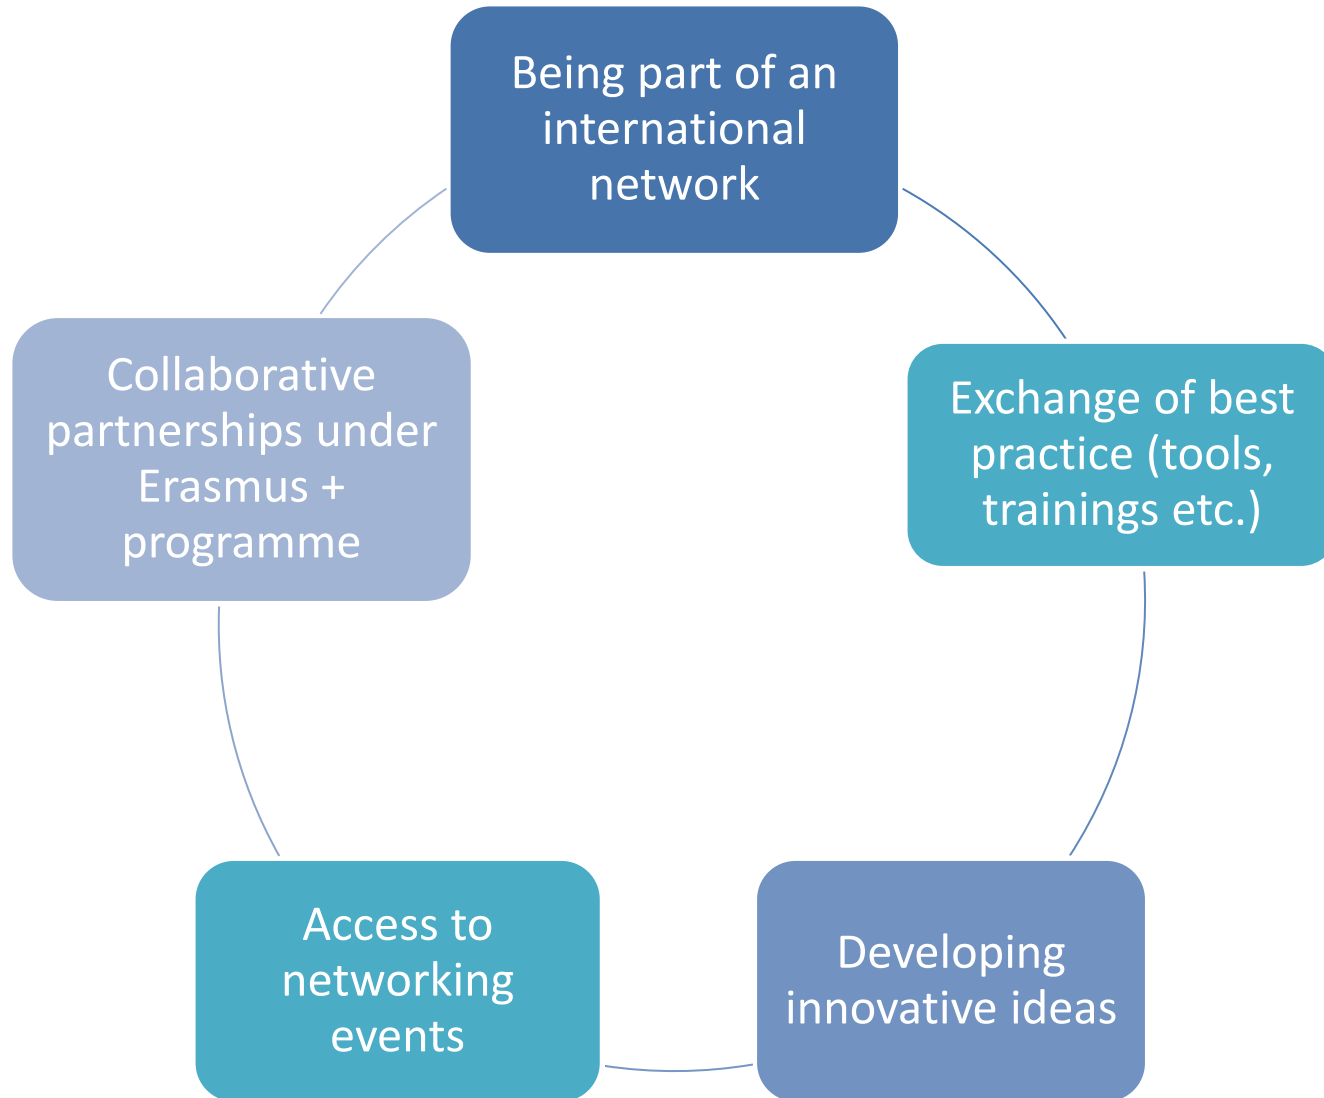 Being part of an
international
network
Exchange of best
practice (tools,
trainings etc.)
Developing
innovative ideas
Access to
networking
events
Collaborative
partnerships under
Erasmus +
programme